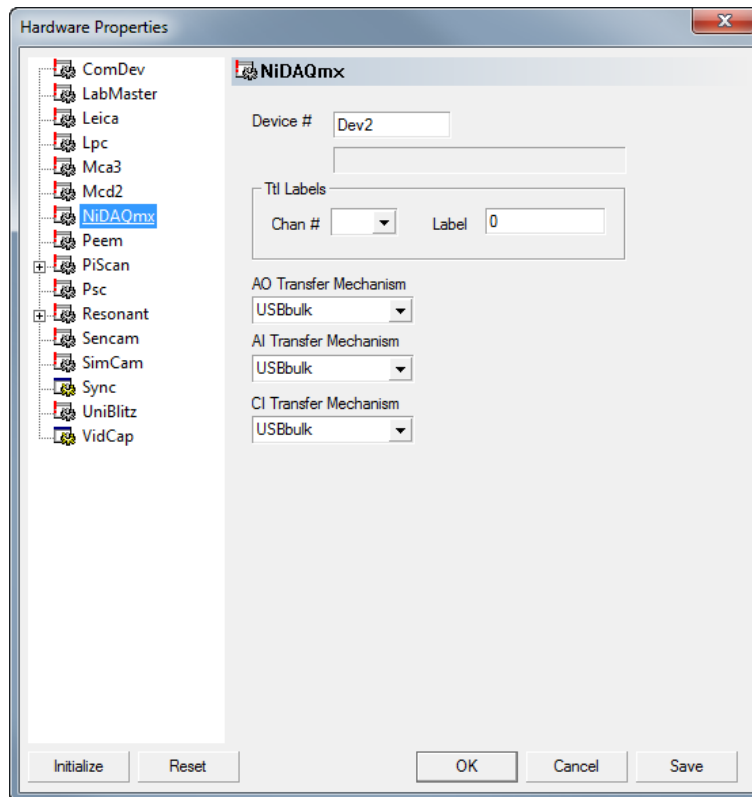 Hardware Properties
ComDev
LabMaster
Leica
Lpc
Mca3
Mcd2
NiDAQmx
Peem
PiScan
Psc
Resonant
Sencam
SimCam
Sync
UniBlitz
VidCap
NiDAQmx
Device # Dev2
Ttl Labels
Chan # Label 0
AO Transfer Mechanism
USBbulk
AI Transfer Mechanism
USBbulk
CI Transfer Mechanism
USBbulk
Initialize Reset OK Cancel Save